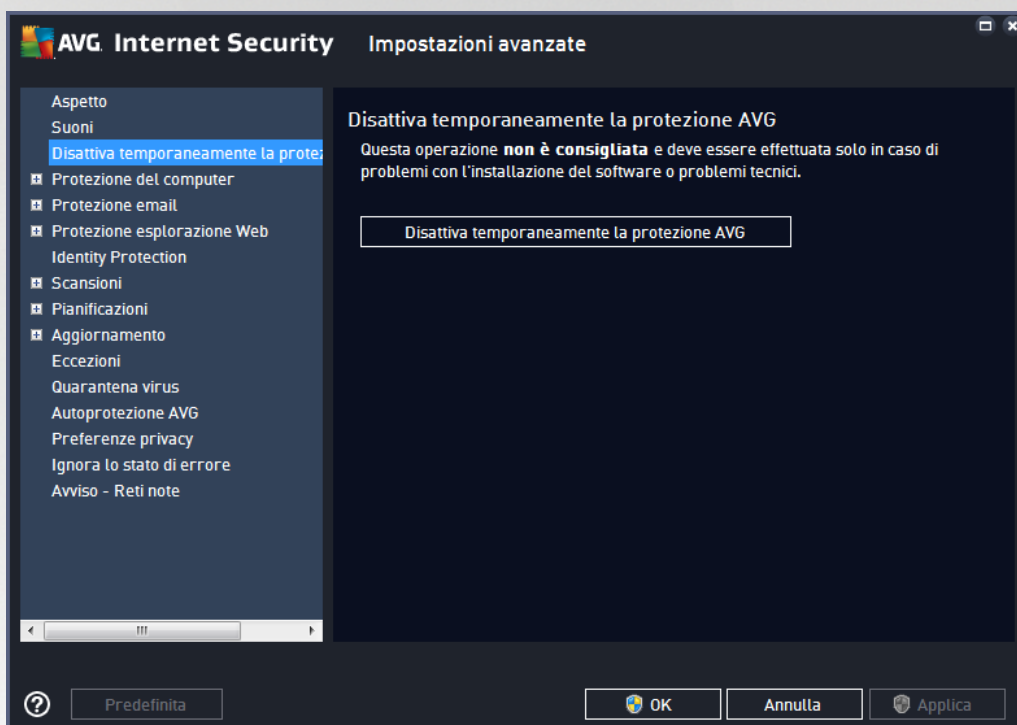 AVG. Internet Security
Impostazioni avanzate
Aspetto
Suoni
Disattiva temporaneamente la protez
Protezione del computer
Protezione email
Protezione esplorazione Web
Identity Protection
Scansioni
Pianificazioni
Aggiornamento
Eccezioni
Quarantena virus
Autoprotezione AVG
Preferenze privacy
Ignora lo stato di errore
Avviso - Reti note
Disattiva temporaneamente la protezione AVG
Questa operazione non è consigliata e deve essere effettuata solo in caso di
problemi con l'installazione del software o problemi tecnici.
Disattiva temporaneamente la protezione AVG
Predefinita
OK
Annulla
Applica